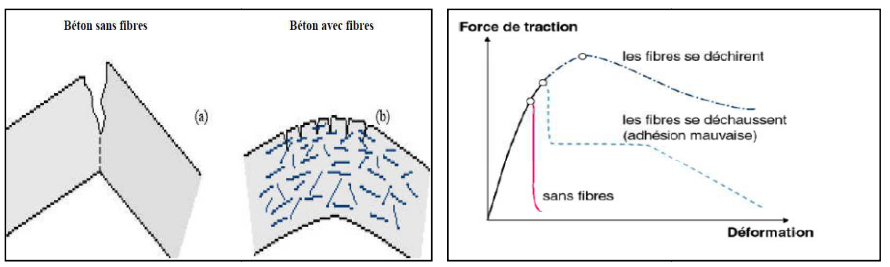 Béton sans fibres
Béton avec fibres
(a)
(b)
Force de traction
les fibres se déchirent
les fibres se déchaussent
(adhésion mauvaise)
sans fibres
Déformation